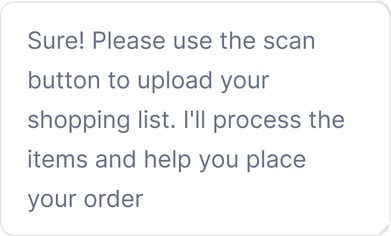 Sure! Please use the scan
button to upload your
shopping list. I'll process the
items and help you place
your order